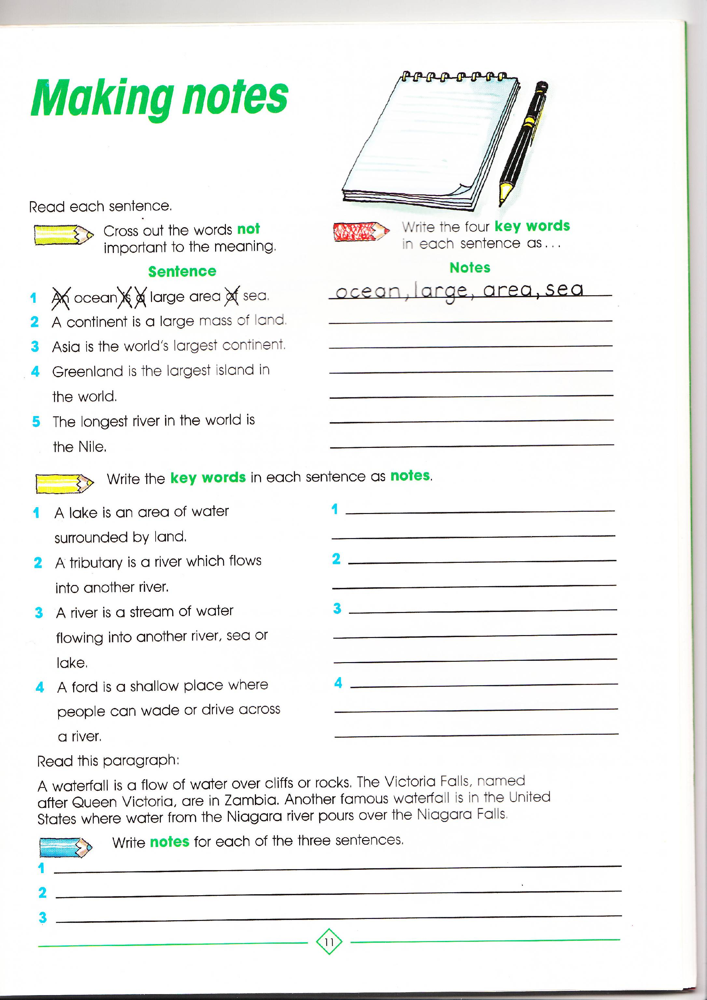 Making notes
Read each sentence.
Cross out the words not
important to the meaning.
Write the four key words
in each sentence as...
Sentence
Notes
1 An ocean is a large area of sea.
ocean, large, area, sea
2 A continent is a large mass of land.
3 Asia is the world's largest continent.
4 Greenland is the largest island in
the world.
5 The longest river in the world is
the Nile.
Write the key words in each sentence as notes.
1 A lake is an area of water
surrounded by land.
2 A tributary is a river which flows
into another river.
3 A river is a stream of water
flowing into another river, sea or
lake.
4 A ford is a shallow place where
people can wade or drive across
a river.
1
2
3
4
Read this paragraph:
A waterfall is a flow of water over cliffs or rocks. The Victoria Falls, named
after Queen Victoria, are in Zambia. Another famous waterfall is in the United
States where water from the Niagara river pours over the Niagara Falls.
Write notes for each of the three sentences.
1
2
3
11